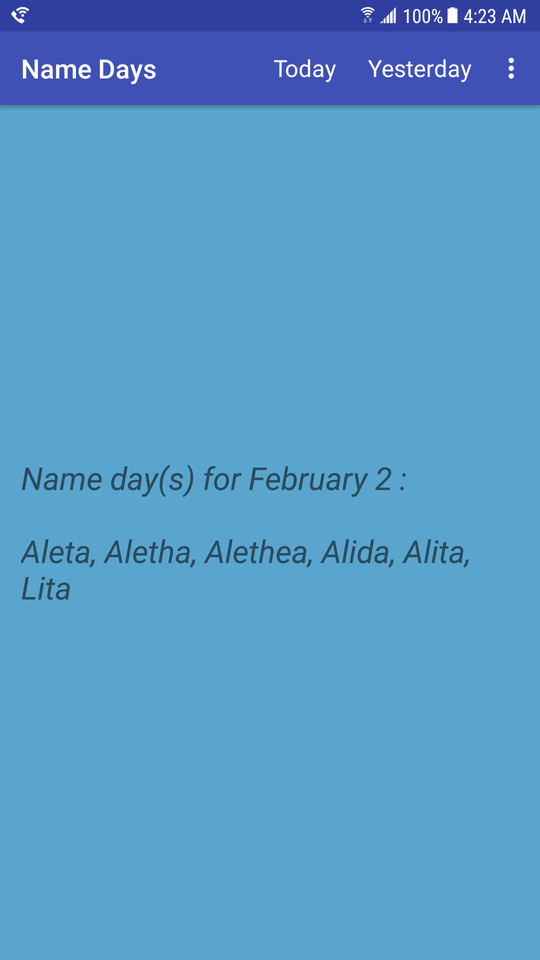 100% 4:23 AM
Name Days Today Yesterday
Name day(s) for February 2 :
Aleta, Aletha, Alethea, Alida, Alita,
Lita